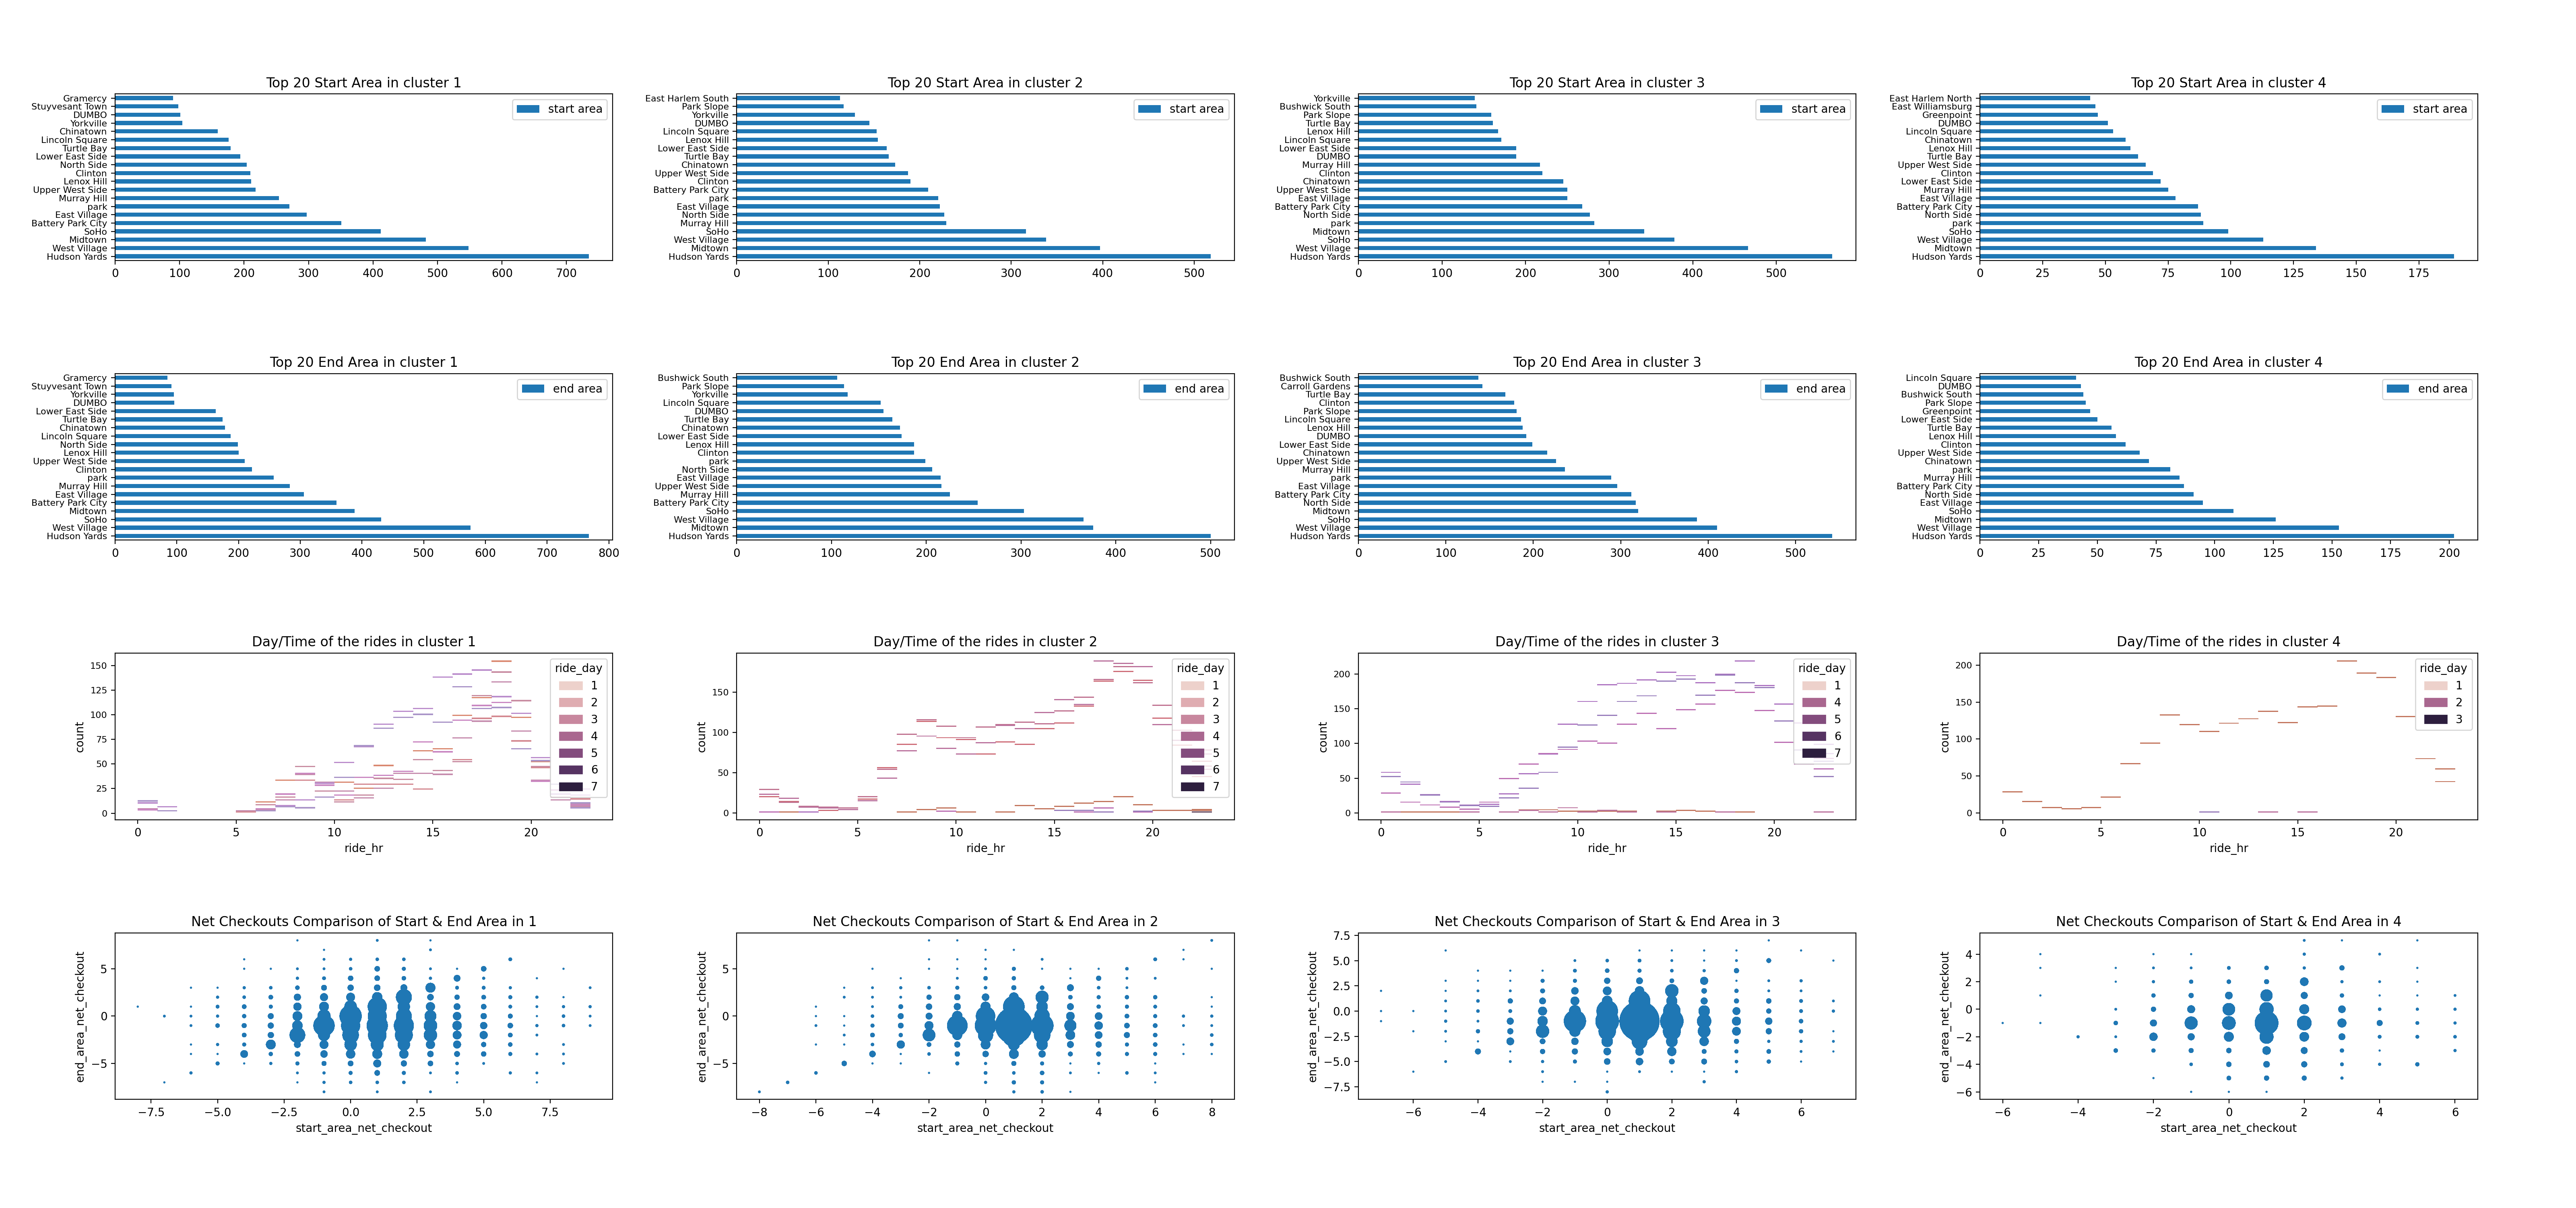 Top 20 Start Area in cluster 1
Gramercy
Stuyvesant Town
DUMBO
Yorkville
Chinatown
Lincoln Square
Turtle Bay
Lower East Side
North Side
Clinton
Lenox Hill
Upper West Side
Murray Hill
park
East Village
Battery Park City
SoHo
Midtown
West Village
Hudson Yards
start area
0 100 200 300 400 500 600 700
Top 20 Start Area in cluster 2
East Harlem South
Park Slope
Yorkville
DUMBO
Lincoln Square
Lenox Hill
Lower East Side
Turtle Bay
Chinatown
Upper West Side
Clinton
Battery Park City
park
East Village
North Side
Murray Hill
SoHo
West Village
Midtown
Hudson Yards
start area
0 100 200 300 400 500
Top 20 Start Area in cluster 3
Yorkville
Bushwick South
Park Slope
Turtle Bay
Lenox Hill
Lincoln Square
Lower East Side
DUMBO
Murray Hill
Clinton
Chinatown
Upper West Side
East Village
Battery Park City
North Side
park
Midtown
SoHo
West Village
Hudson Yards
start area
0 100 200 300 400 500
Top 20 Start Area in cluster 4
East Harlem North
East Williamsburg
Greenpoint
DUMBO
Lincoln Square
Chinatown
Lenox Hill
Turtle Bay
Upper West Side
Clinton
Lower East Side
Murray Hill
East Village
Battery Park City
North Side
park
SoHo
West Village
Midtown
Hudson Yards
start area
0 25 50 75 100 125 150 175
Top 20 End Area in cluster 1
Gramercy
Stuyvesant Town
Yorkville
DUMBO
Lower East Side
Turtle Bay
Chinatown
Lincoln Square
North Side
Lenox Hill
Upper West Side
Clinton
park
Murray Hill
East Village
Battery Park City
Midtown
SoHo
West Village
Hudson Yards
end area
0 100 200 300 400 500 600 700 800
Top 20 End Area in cluster 2
Bushwick South
Park Slope
Yorkville
Lincoln Square
DUMBO
Turtle Bay
Chinatown
Lower East Side
Lenox Hill
Clinton
park
North Side
East Village
Upper West Side
Murray Hill
Battery Park City
SoHo
West Village
Midtown
Hudson Yards
end area
0 100 200 300 400 500
Top 20 End Area in cluster 3
Bushwick South
Carroll Gardens
Turtle Bay
Clinton
Park Slope
Lincoln Square
Lenox Hill
DUMBO
Lower East Side
Chinatown
Upper West Side
Murray Hill
park
East Village
Battery Park City
North Side
Midtown
SoHo
West Village
Hudson Yards
end area
0 100 200 300 400 500
Top 20 End Area in cluster 4
Lincoln Square
DUMBO
Bushwick South
Park Slope
Greenpoint
Lower East Side
Turtle Bay
Lenox Hill
Clinton
Upper West Side
Chinatown
park
Murray Hill
Battery Park City
North Side
East Village
SoHo
Midtown
West Village
Hudson Yards
end area
0 25 50 75 100 125 150 175 200
Day/Time of the rides in cluster 1
150
125
100
75
50
25
0
count
ride_day
1
2
3
4
5
6
7
0 5 10 15 20
ride_hr
Day/Time of the rides in cluster 2
150
100
50
0
count
ride_day
1
2
3
4
5
6
7
0 5 10 15 20
ride_hr
Day/Time of the rides in cluster 3
200
150
100
50
0
count
ride_day
1
4
5
6
7
0 5 10 15 20
ride_hr
Day/Time of the rides in cluster 4
200
150
100
50
0
count
ride_day
1
2
3
0 5 10 15 20
ride_hr
Net Checkouts Comparison of Start & End Area in 1
5
0
−5
end_area_net_checkout
−7.5 −5.0 −2.5 0.0 2.5 5.0 7.5
start_area_net_checkout
Net Checkouts Comparison of Start & End Area in 2
5
0
−5
end_area_net_checkout
−8 −6 −4 −2 0 2 4 6 8
start_area_net_checkout
Net Checkouts Comparison of Start & End Area in 3
7.5
5.0
2.5
0.0
−2.5
−5.0
−7.5
end_area_net_checkout
−6 −4 −2 0 2 4 6
start_area_net_checkout
Net Checkouts Comparison of Start & End Area in 4
4
2
0
−2
−4
−6
end_area_net_checkout
−6 −4 −2 0 2 4 6
start_area_net_checkout